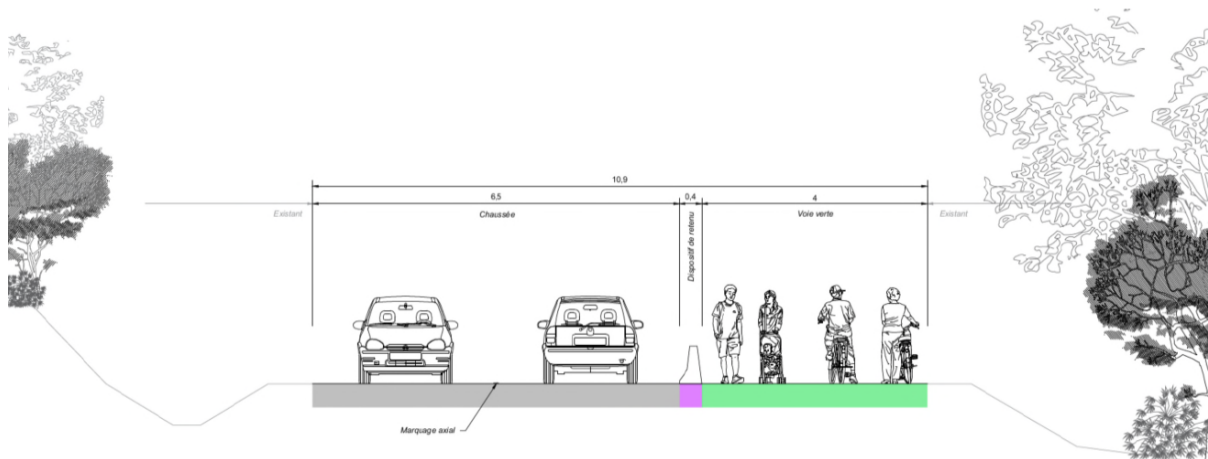 10,9
6,5
0,4
4
Existant
Chaussée
Dispositif de retenu
Voie verte
Existant
Marquage axial